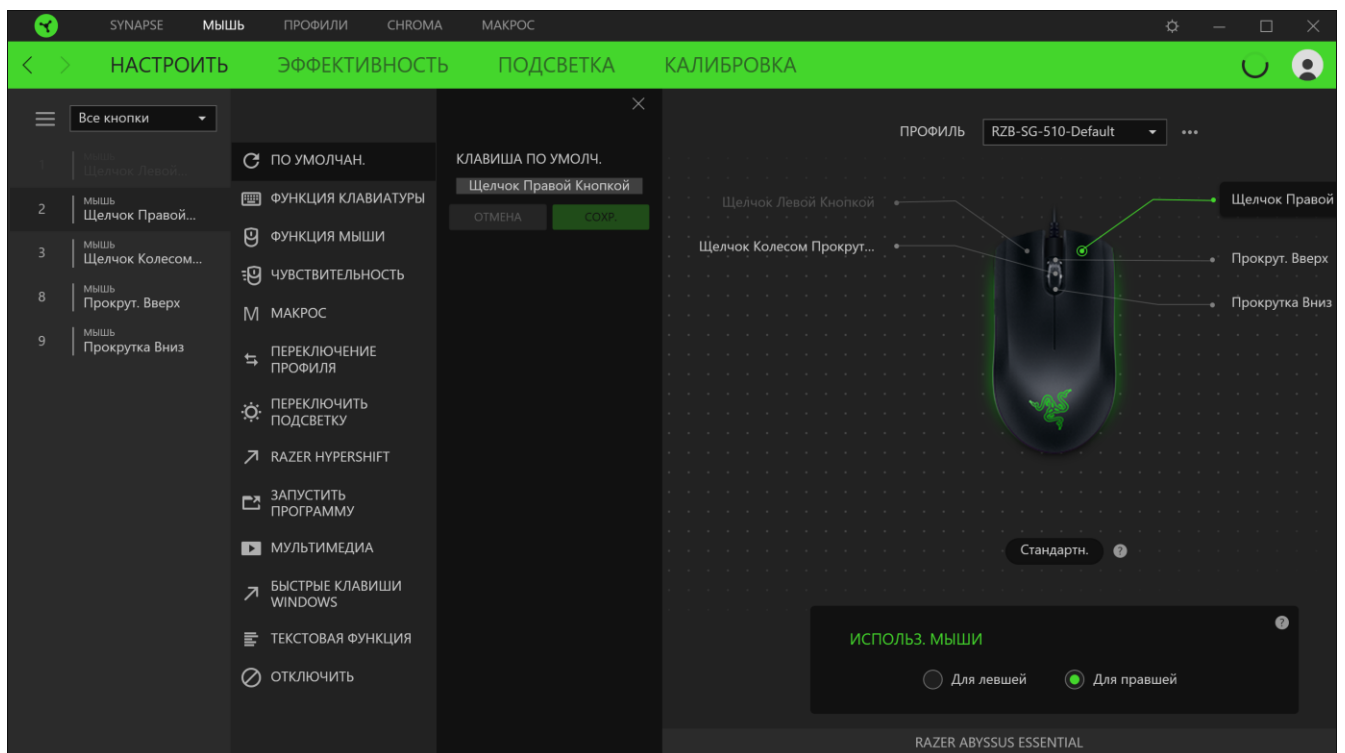 SYNAPSE МЫШЬ ПРОФИЛИ CHROMA МАКРОС
НАСТРОИТЬ ЭФФЕКТИВНОСТЬ ПОДСВЕТКА КАЛИБРОВКА
Все кнопки
1 МЫШЬ
Щелчок Левой...
2 МЫШЬ
Щелчок Правой...
3 МЫШЬ
Щелчок Колесом...
8 МЫШЬ
Прокрут. Вверх
9 МЫШЬ
Прокрутка Вниз
ПО УМОЛЧАН.
ФУНКЦИЯ КЛАВИАТУРЫ
ФУНКЦИЯ МЫШИ
ЧУВСТВИТЕЛЬНОСТЬ
МАКРОС
ПЕРЕКЛЮЧЕНИЕ
ПРОФИЛЯ
ПЕРЕКЛЮЧИТЬ
ПОДСВЕТКУ
RAZER HYPERSHIFT
ЗАПУСТИТЬ
ПРОГРАММУ
МУЛЬТИМЕДИА
БЫСТРЫЕ КЛАВИШИ
WINDOWS
ТЕКСТОВАЯ ФУНКЦИЯ
ОТКЛЮЧИТЬ
КЛАВИША ПО УМОЛЧ.
Щелчок Правой Кнопкой
ОТМЕНА СОХР.
ПРОФИЛЬ RZB-SG-510-Default
Щелчок Левой Кнопкой
Щелчок Правой
Щелчок Колесом Прокрут...
Прокрут. Вверх
Прокрутка Вниз
Стандартн.
ИСПОЛЬЗ. МЫШИ
Для левшей Для правшей
RAZER ABYSSUS ESSENTIAL